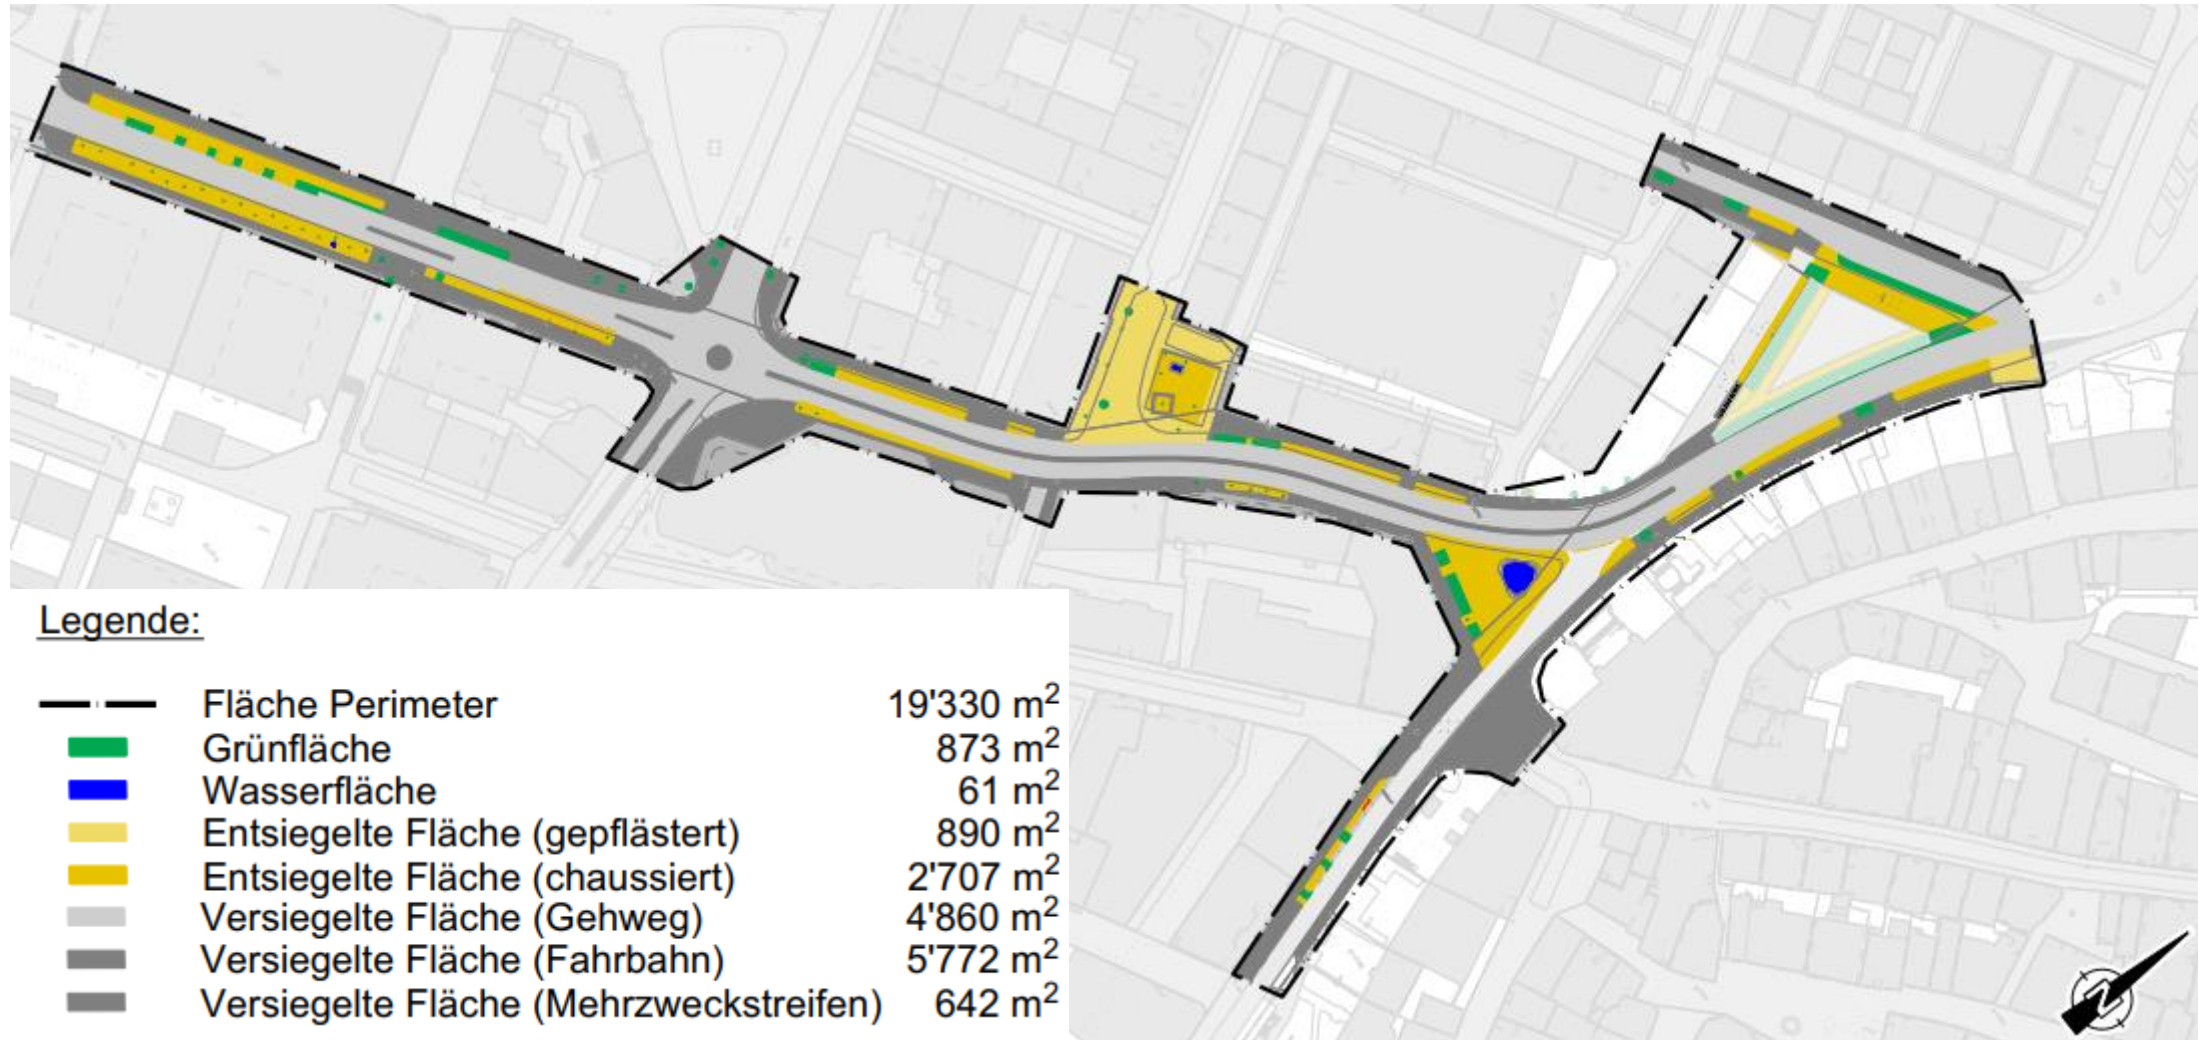 Legende:
Fläche Perimeter 19'330 m²
Grünfläche 873 m²
Wasserfläche 61 m²
Entsiegelte Fläche (gepflästert) 890 m²
Entsiegelte Fläche (chaussiert) 2'707 m²
Versiegelte Fläche (Gehweg) 4'860 m²
Versiegelte Fläche (Fahrbahn) 5'772 m²
Versiegelte Fläche (Mehrzweckstreifen) 642 m²
N